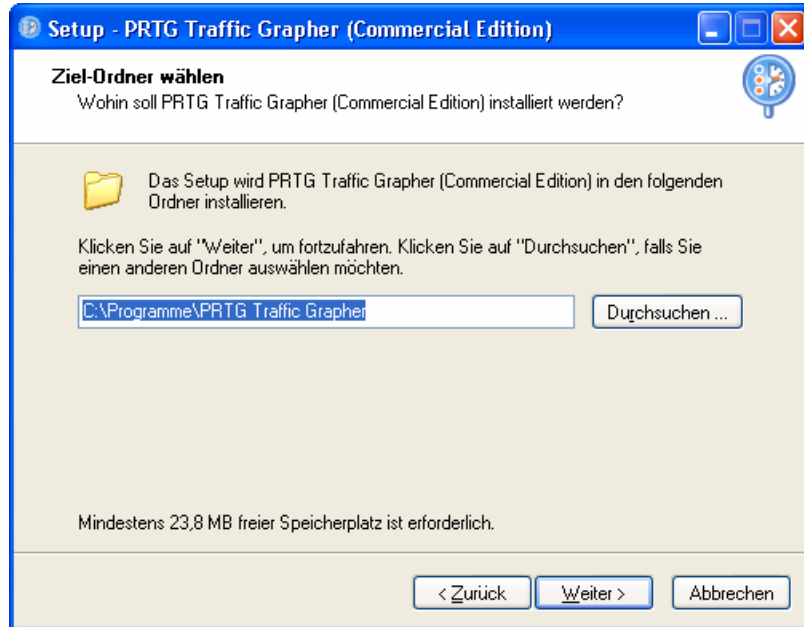 Setup - PRTG Traffic Grapher (Commercial Edition)
Ziel-Ordner wählen
Wohin soll PRTG Traffic Grapher (Commercial Edition) installiert werden?
Das Setup wird PRTG Traffic Grapher (Commercial Edition) in den folgenden
Ordner installieren.
Klicken Sie auf "Weiter", um fortzufahren. Klicken Sie auf "Durchsuchen", falls Sie
einen anderen Ordner auswählen möchten.
C:\Programme\PRTG Traffic Grapher
Durchsuchen ...
Mindestens 23,8 MB freier Speicherplatz ist erforderlich.
< Zurück
Weiter >
Abbrechen